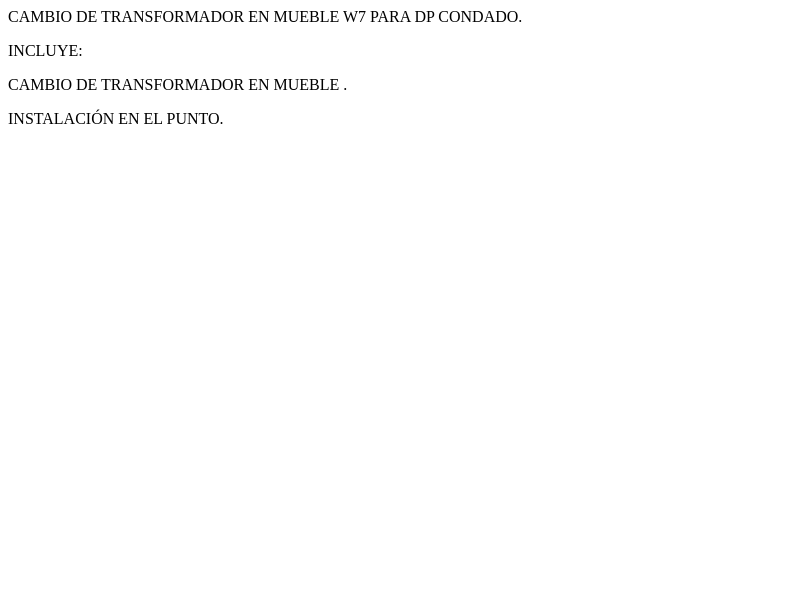 CAMBIO DE TRANSFORMADOR EN MUEBLE W7 PARA DP CONDADO.
INCLUYE:
CAMBIO DE TRANSFORMADOR EN MUEBLE .
INSTALACIÓN EN EL PUNTO.